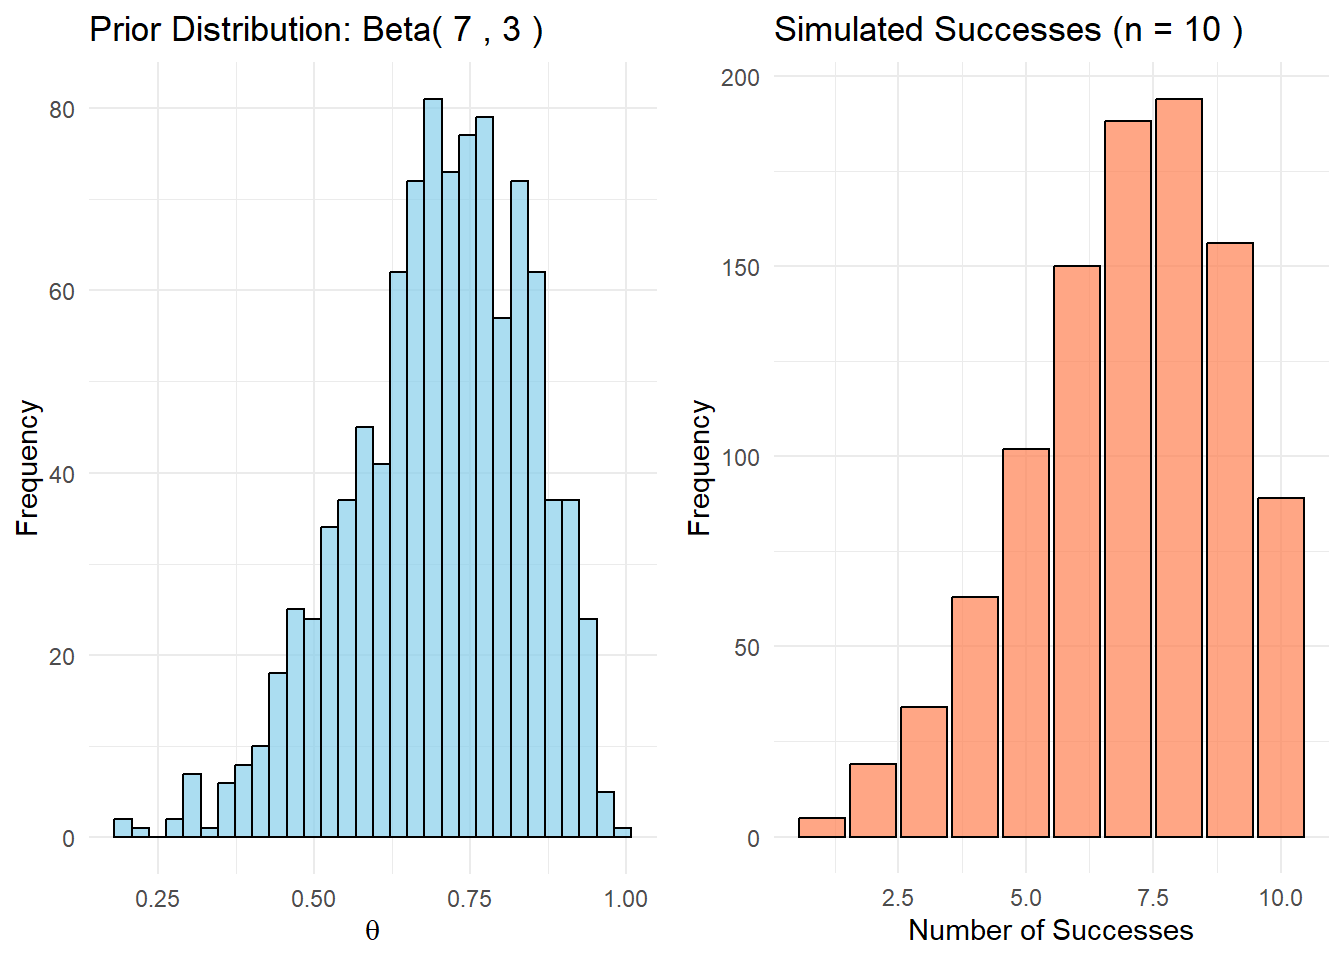 Prior Distribution: Beta( 7 , 3 )
Frequency
80
60
40
20
0
0.25 0.50 0.75 1.00
θ
Simulated Successes (n = 10 )
Frequency
200
150
100
50
0
2.5 5.0 7.5 10.0
Number of Successes